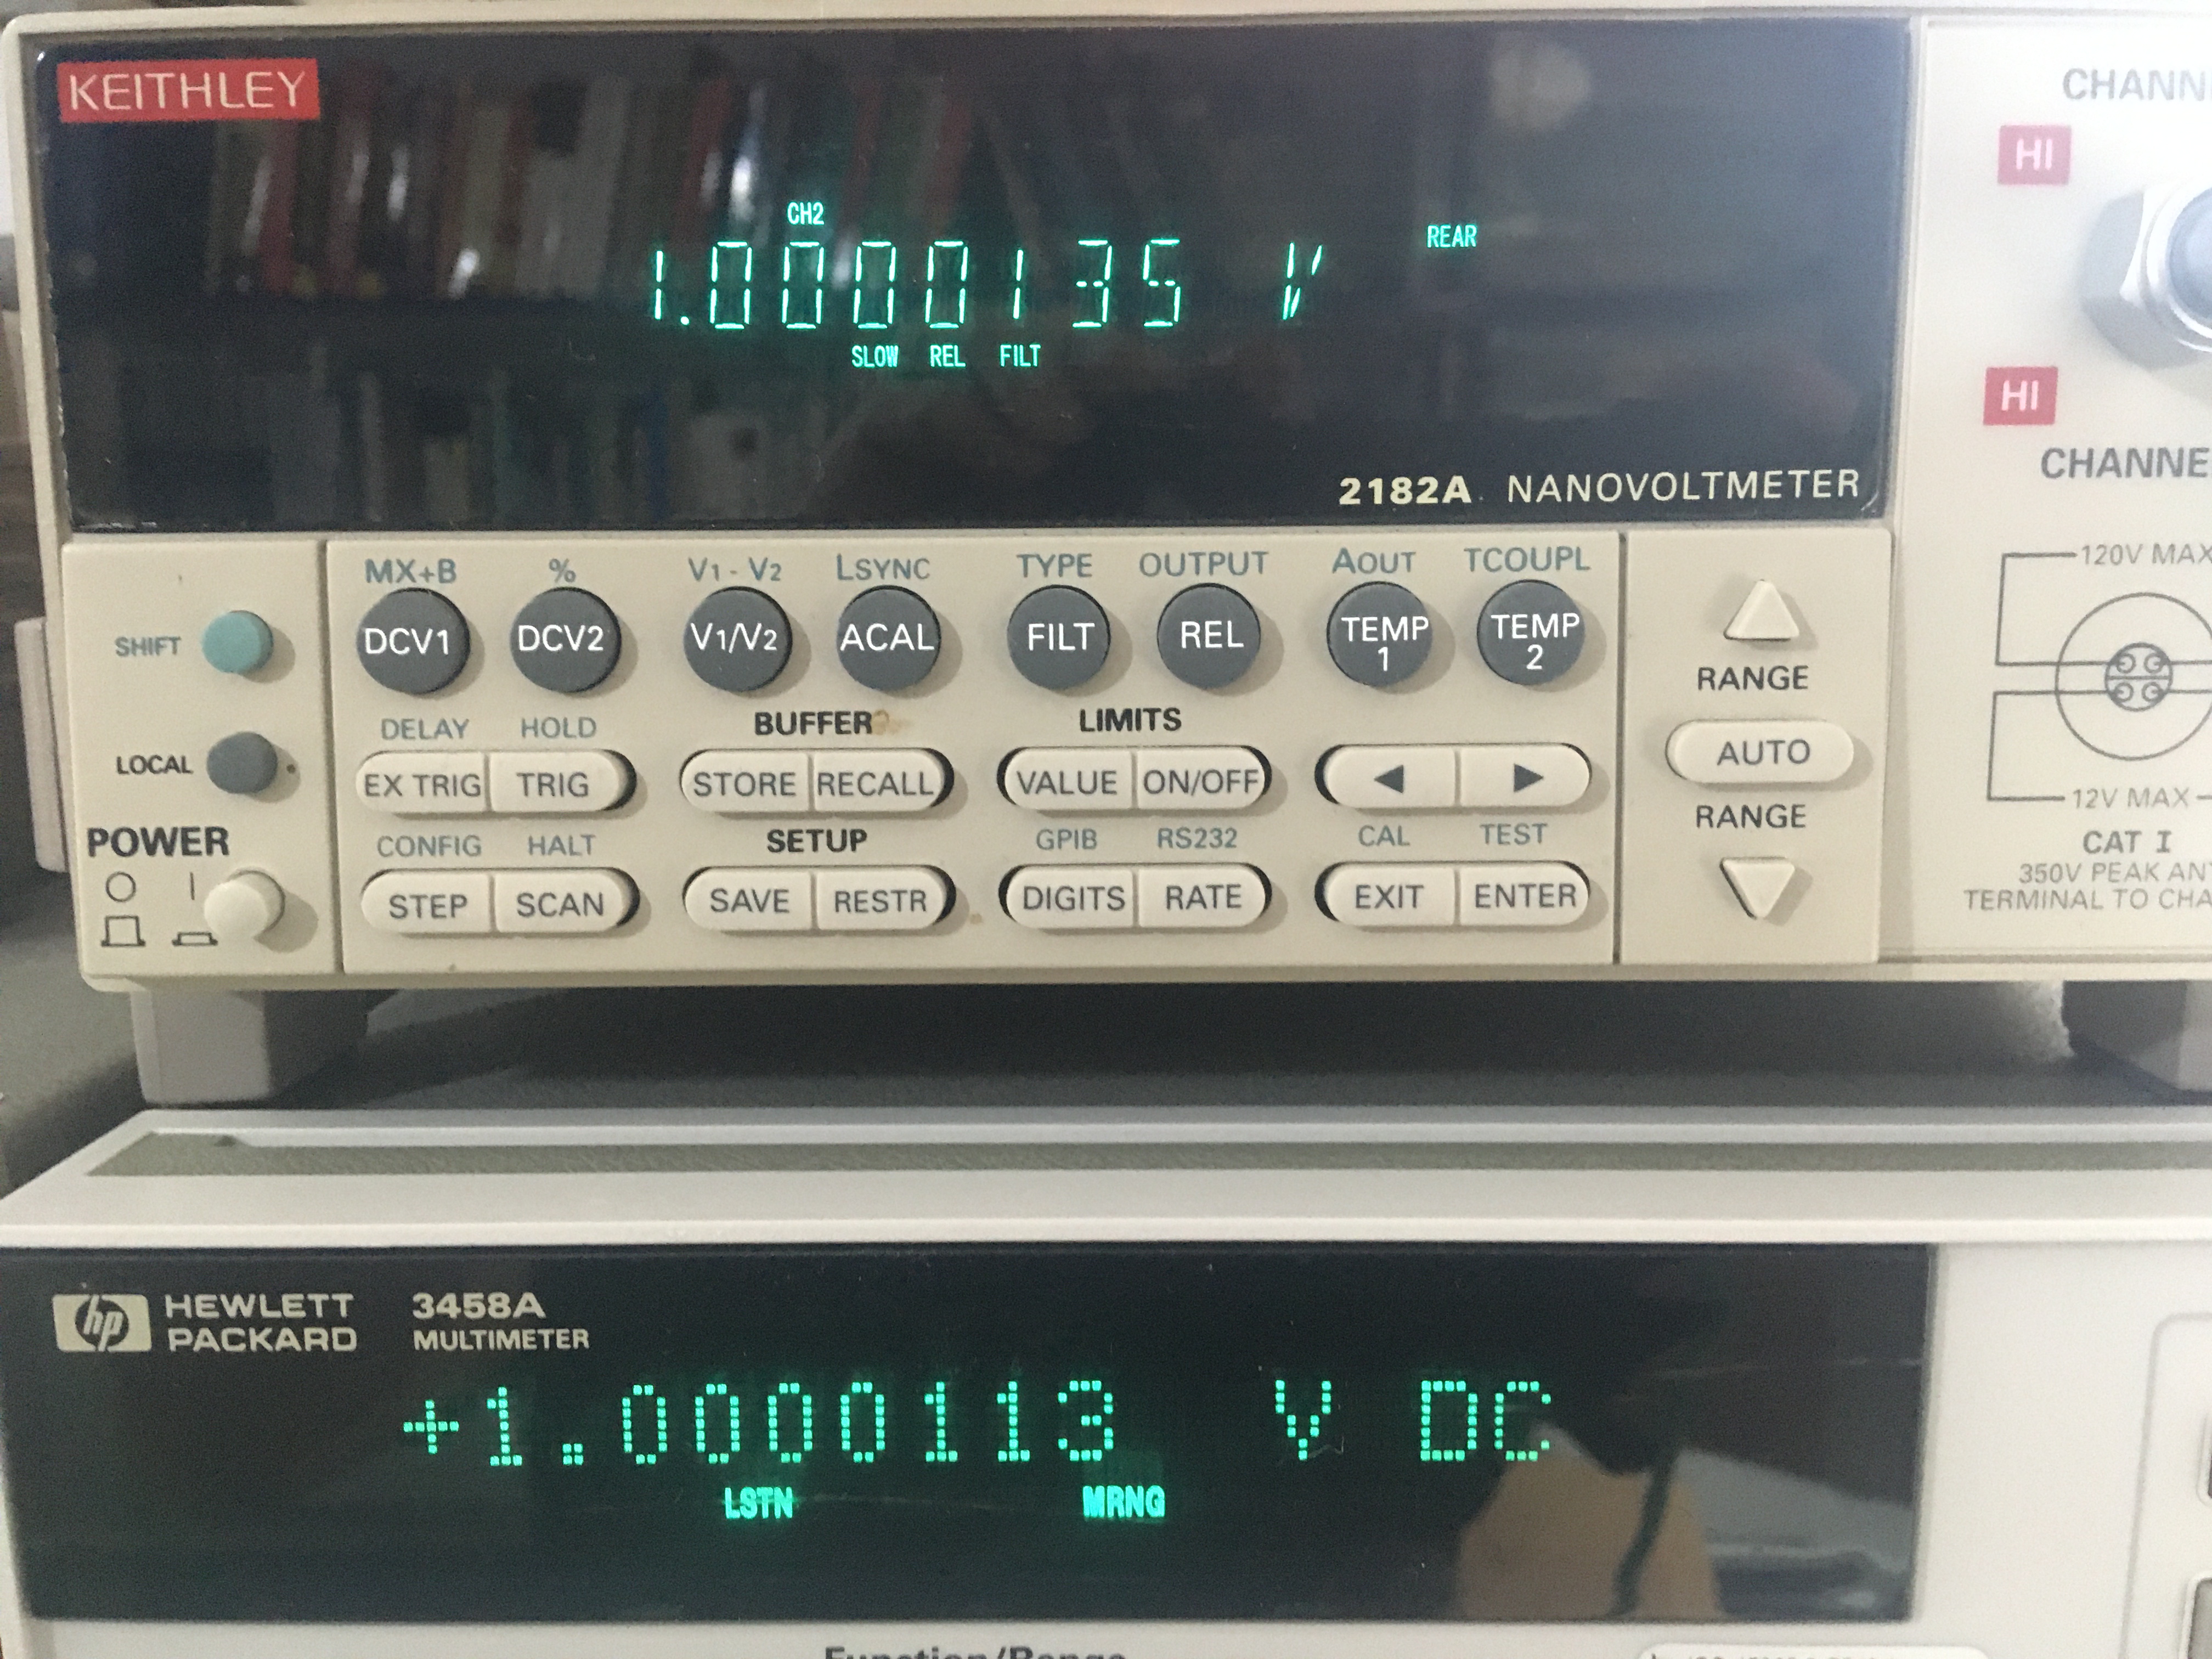 KEITHLEY
CHANN
HI
CH2
REAR
1.0000135 V
SLOW REL FILT
HI
CHANNE
2182A NANOVOLTMETER
MX+B % V1 - V2 LSYNC TYPE OUTPUT AOUT TCOUPL
120V MAX
SHIFT DCV1 DCV2 V1/V2 ACAL FILT REL TEMP 1 TEMP 2
RANGE
DELAY HOLD BUFFER LIMITS
AUTO
LOCAL EX TRIG TRIG STORE RECALL VALUE ON/OFF ◀ ▶
12V MAX
RANGE
POWER CONFIG HALT SETUP GPIB RS232 CAL TEST
CAT I
350V PEAK AN
TERMINAL TO CHA
O I STEP SCAN SAVE RESTR DIGITS RATE EXIT ENTER
hp HEWLETT PACKARD 3458A
MULTIMETER
+1.0000113 V DC
LSTN MRNG
Function/Range